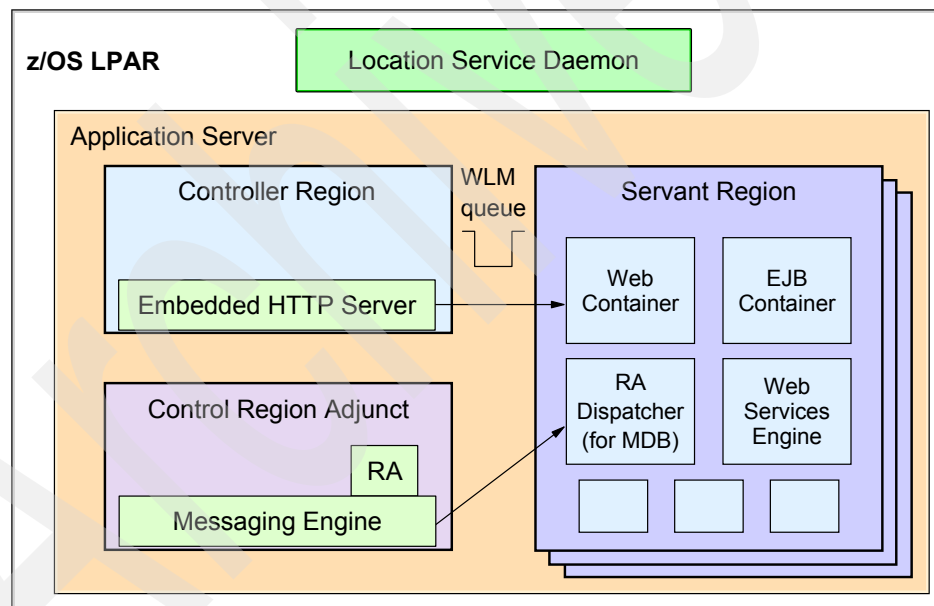 z/OS LPAR
Location Service Daemon
Application Server
Controller Region
WLM
queue
Servant Region
Embedded HTTP Server
Web
Container
EJB
Container
Control Region Adjunct
RA
Messaging Engine
RA
Dispatcher
(for MDB)
Web
Services
Engine